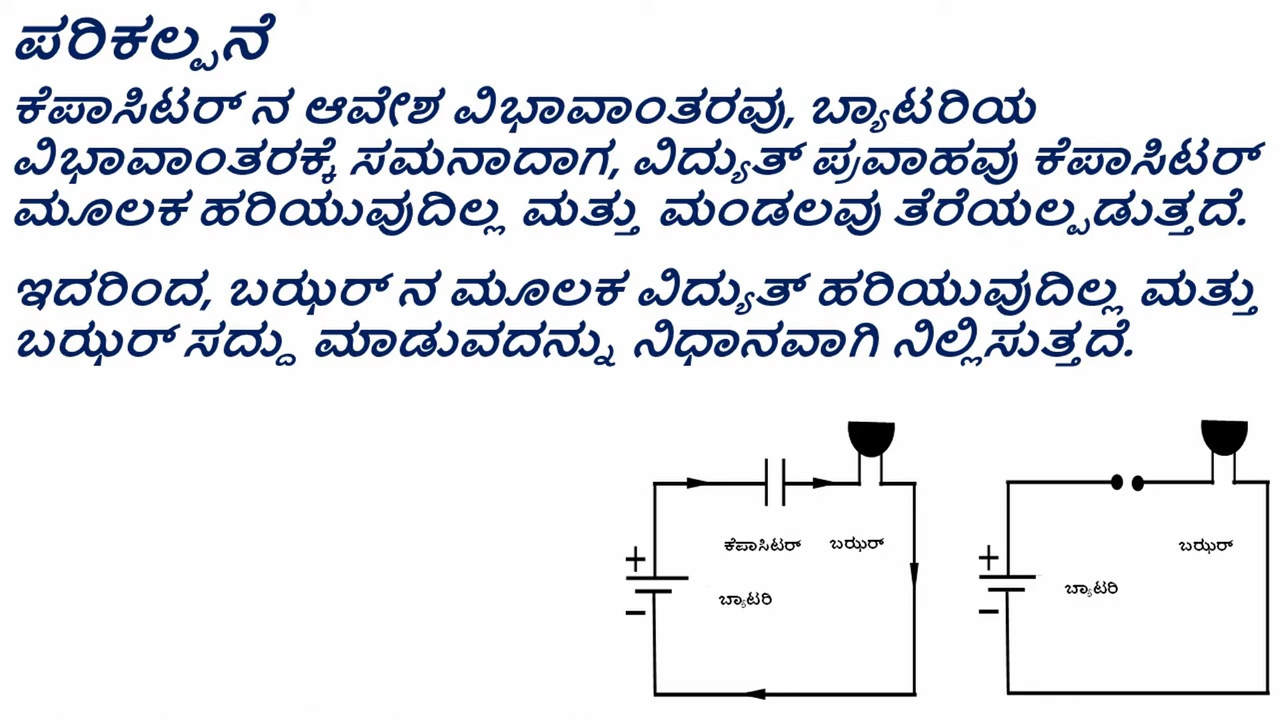 ಪರಿಕಲ್ಪನೆ
ಕೆಪಾಸಿಟರ್ ನ ಆವೇಶ ವಿಭಾವಾಂತರವು, ಬ್ಯಾಟರಿಯ
ವಿಭಾವಾಂತರಕ್ಕೆ ಸಮನಾದಾಗ, ವಿದ್ಯುತ್ ಪ್ರವಾಹವು ಕೆಪಾಸಿಟರ್
ಮೂಲಕ ಹರಿಯುವುದಿಲ್ಲ ಮತ್ತು ಮಂಡಲವು ತೆರೆಯಲ್ಪಡುತ್ತದೆ.
ಇದರಿಂದ, ಬಝರ್ ನ ಮೂಲಕ ವಿದ್ಯುತ್ ಹರಿಯುವುದಿಲ್ಲ ಮತ್ತು
ಬಝರ್ ಸದ್ದು ಮಾಡುವದನ್ನು ನಿಧಾನವಾಗಿ ನಿಲ್ಲಿಸುತ್ತದೆ.
ಕೆಪಾಸಿಟರ್ ಬಝರ್
+
ಬ್ಯಾಟರಿ
−
ಬಝರ್
+
ಬ್ಯಾಟರಿ
−